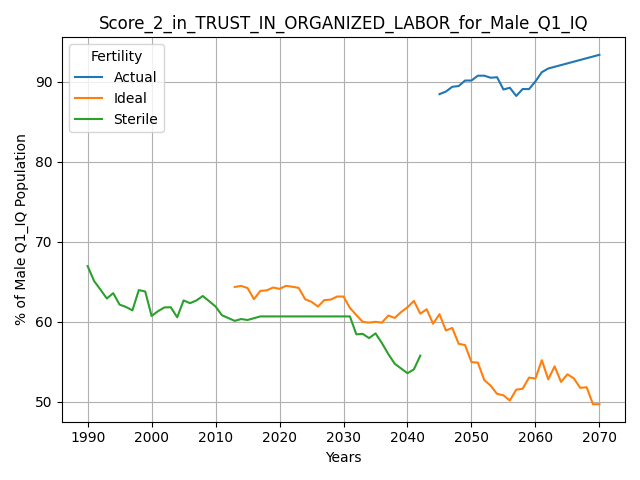 Score_2_in_TRUST_IN_ORGANIZED_LABOR_for_Male_Q1_IQ
Fertility
Actual
Ideal
Sterile
% of Male Q1_IQ Population
90
80
70
60
50
1990 2000 2010 2020 2030 2040 2050 2060 2070
Years